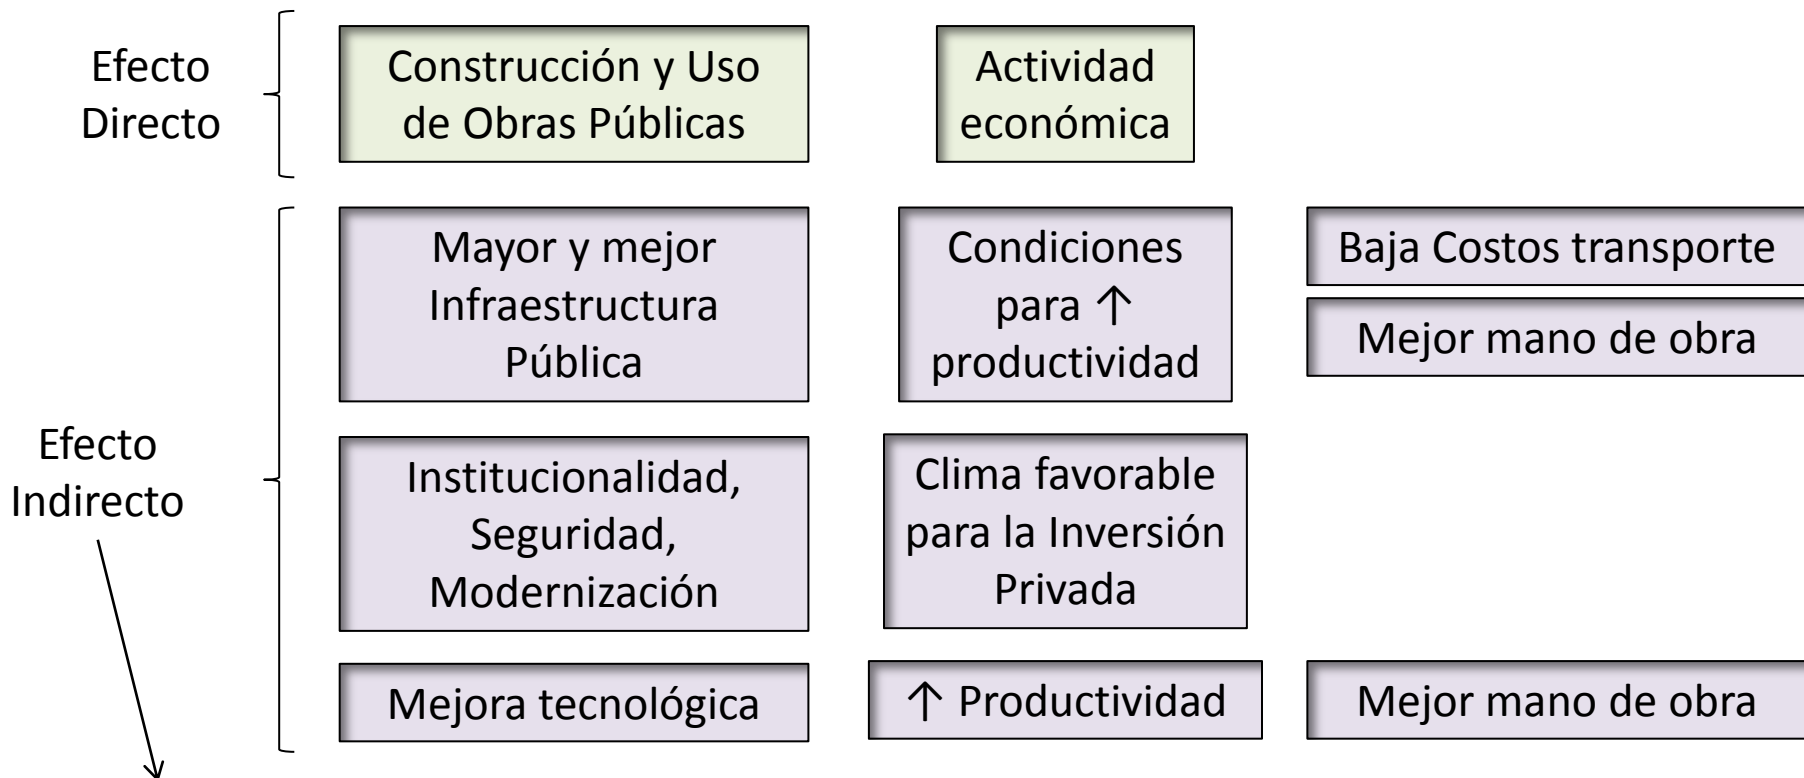 Efecto
Directo
Construcción y Uso
de Obras Públicas
Actividad
económica
Efecto
Indirecto
Mayor y mejor
Infraestructura
Pública
Condiciones
para ↑
productividad
Baja Costos transporte
Mejor mano de obra
Institucionalidad,
Seguridad,
Modernización
Clima favorable
para la Inversión
Privada
Mejora tecnológica
↑ Productividad
Mejor mano de obra